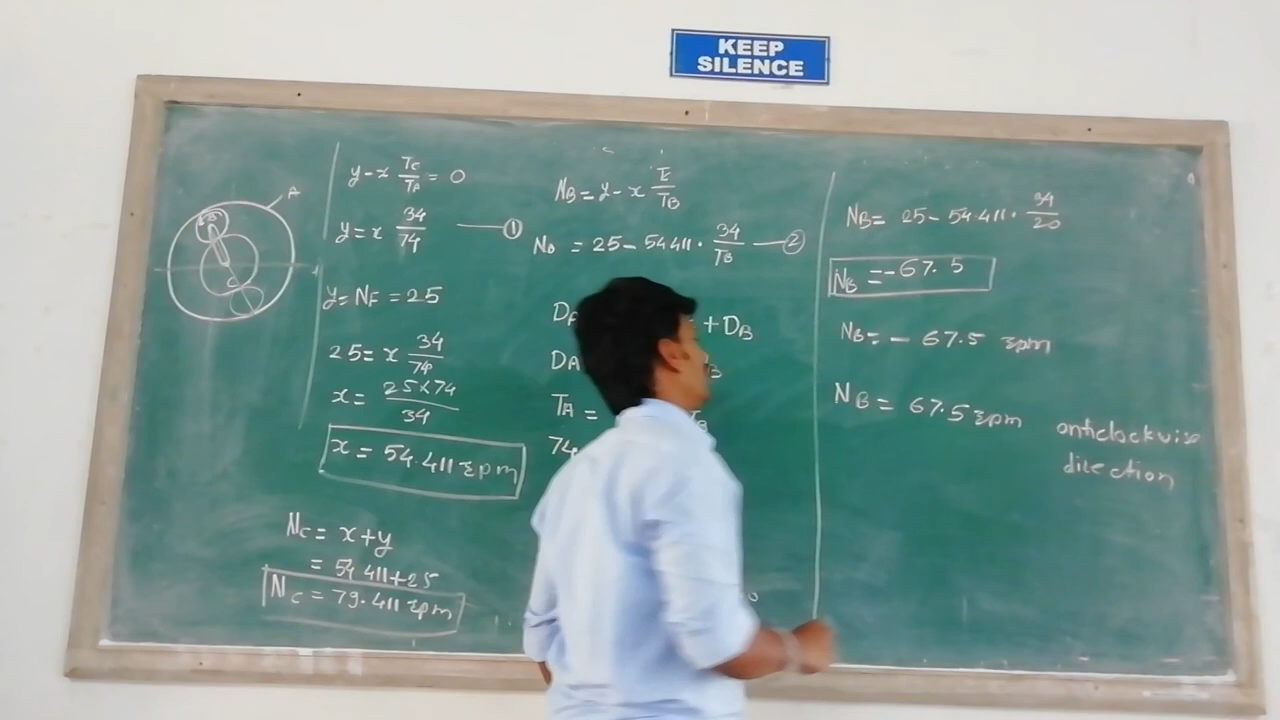 KEEP
SILENCE
A
B
C
y-x Tc/TA = 0
y= x 34/74 ①
y= NF = 25
25= x 34/74
x= 25×74/34
x = 54.411 rpm
Nc = x+y
= 54.411+25
Nc = 79.411 rpm
NB = y - x Tc/TB
NB = 25 - 54.411 · 34/TB ②
+ DB
DA
TA =
74
NB = 25 - 54.411 · 34/20
NB = -67.5
NB = - 67.5 rpm
NB = 67.5 rpm anticlockwise
direction